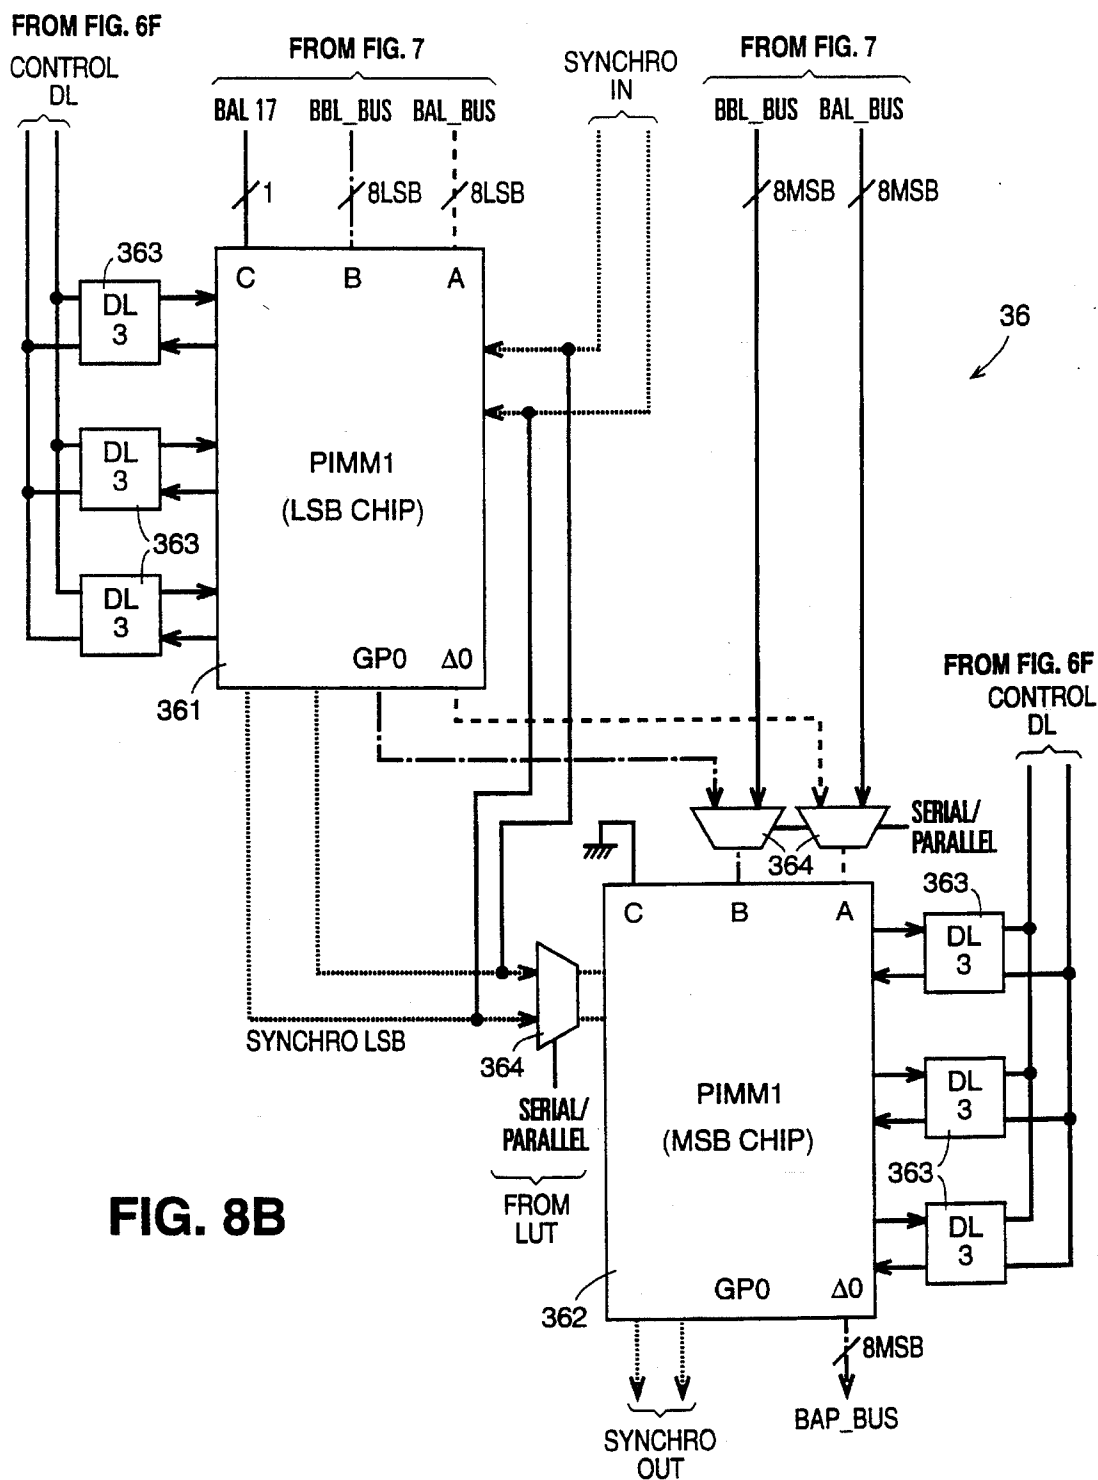 FROM FIG. 6F
CONTROL
DL
FROM FIG. 7
BAL 17
BBL_BUS
BAL_BUS
1
8LSB
8LSB
SYNCHRO
IN
FROM FIG. 7
BBL_BUS
BAL_BUS
8MSB
8MSB
36
363
DL
3
C
B
A
DL
3
363
DL
3
PIMM1
(LSB CHIP)
GP0
Δ0
361
FROM FIG. 6F
CONTROL
DL
SERIAL/
PARALLEL
364
363
C
B
A
DL
3
SYNCHRO LSB
364
SERIAL/
PARALLEL
FROM
LUT
PIMM1
(MSB CHIP)
DL
3
363
DL
3
GP0
Δ0
362
8MSB
BAP_BUS
SYNCHRO
OUT
FIG. 8B